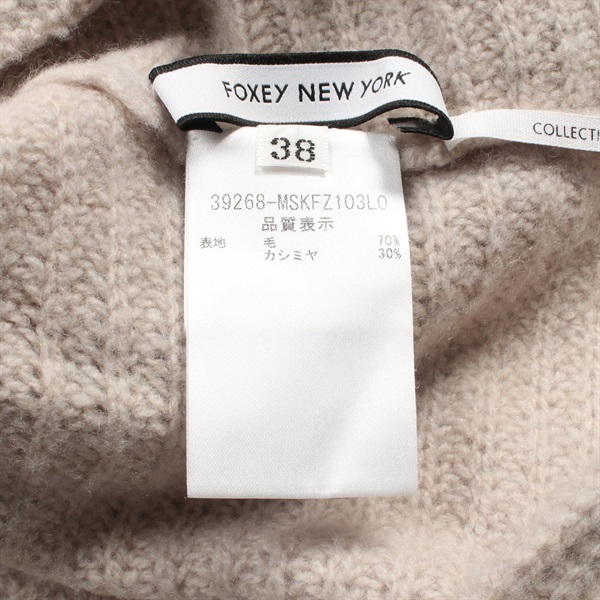 FOXEY NEW YORK
COLLECTI
38
39268-MSKFZ103LO
品質表示
表地 毛 70%
カシミヤ 30%